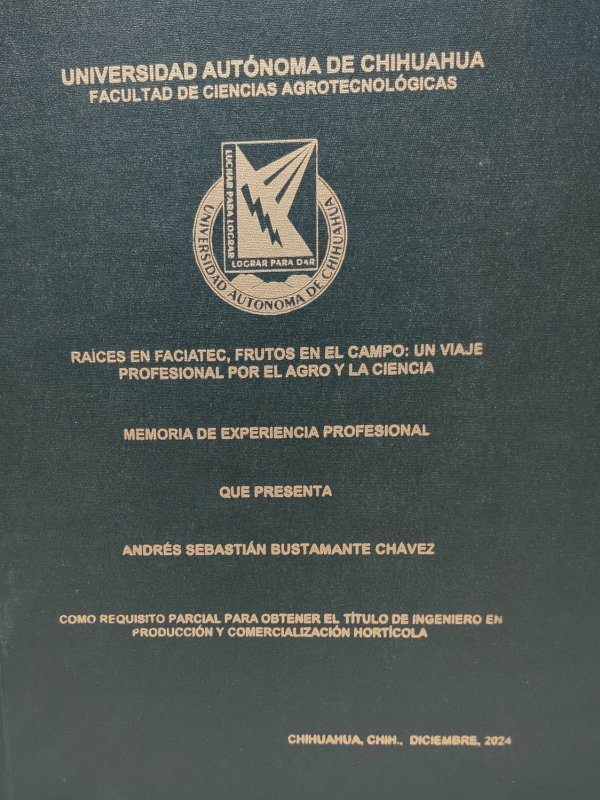 UNIVERSIDAD AUTÓNOMA DE CHIHUAHUA
FACULTAD DE CIENCIAS AGROTECNOLÓGICAS
LUCHAR PARA LOGRAR
LOGRAR PARA DAR
UNIVERSIDAD AUTONOMA DE CHIHUAHUA
RAÍCES EN FACIATEC, FRUTOS EN EL CAMPO: UN VIAJE
PROFESIONAL POR EL AGRO Y LA CIENCIA
MEMORIA DE EXPERIENCIA PROFESIONAL
QUE PRESENTA
ANDRÉS SEBASTIÁN BUSTAMANTE CHÁVEZ
COMO REQUISITO PARCIAL PARA OBTENER EL TÍTULO DE INGENIERO EN
PRODUCCIÓN Y COMERCIALIZACIÓN HORTÍCOLA
CHIHUAHUA, CHIH., DICIEMBRE, 2024